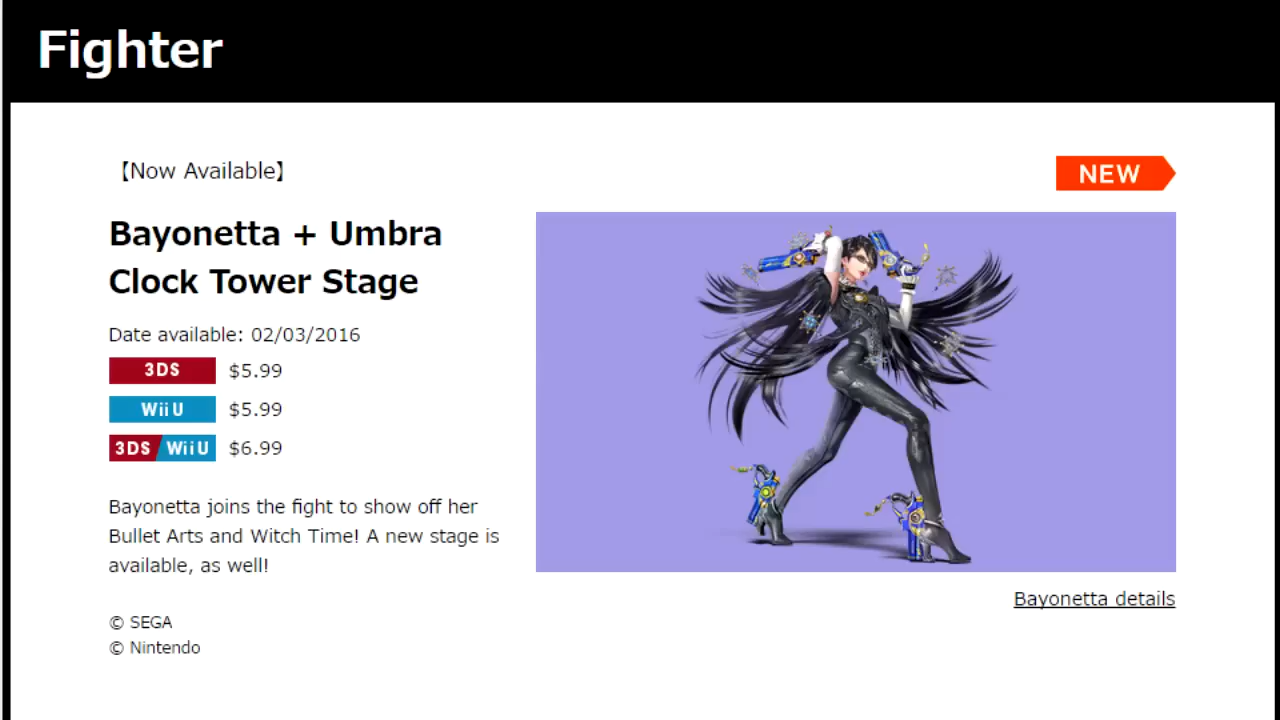 Fighter
【Now Available】
NEW
Bayonetta + Umbra
Clock Tower Stage
Date available: 02/03/2016
3DS $5.99
Wii U $5.99
3DS Wii U $6.99
Bayonetta joins the fight to show off her
Bullet Arts and Witch Time! A new stage is
available, as well!
Bayonetta details
© SEGA
© Nintendo